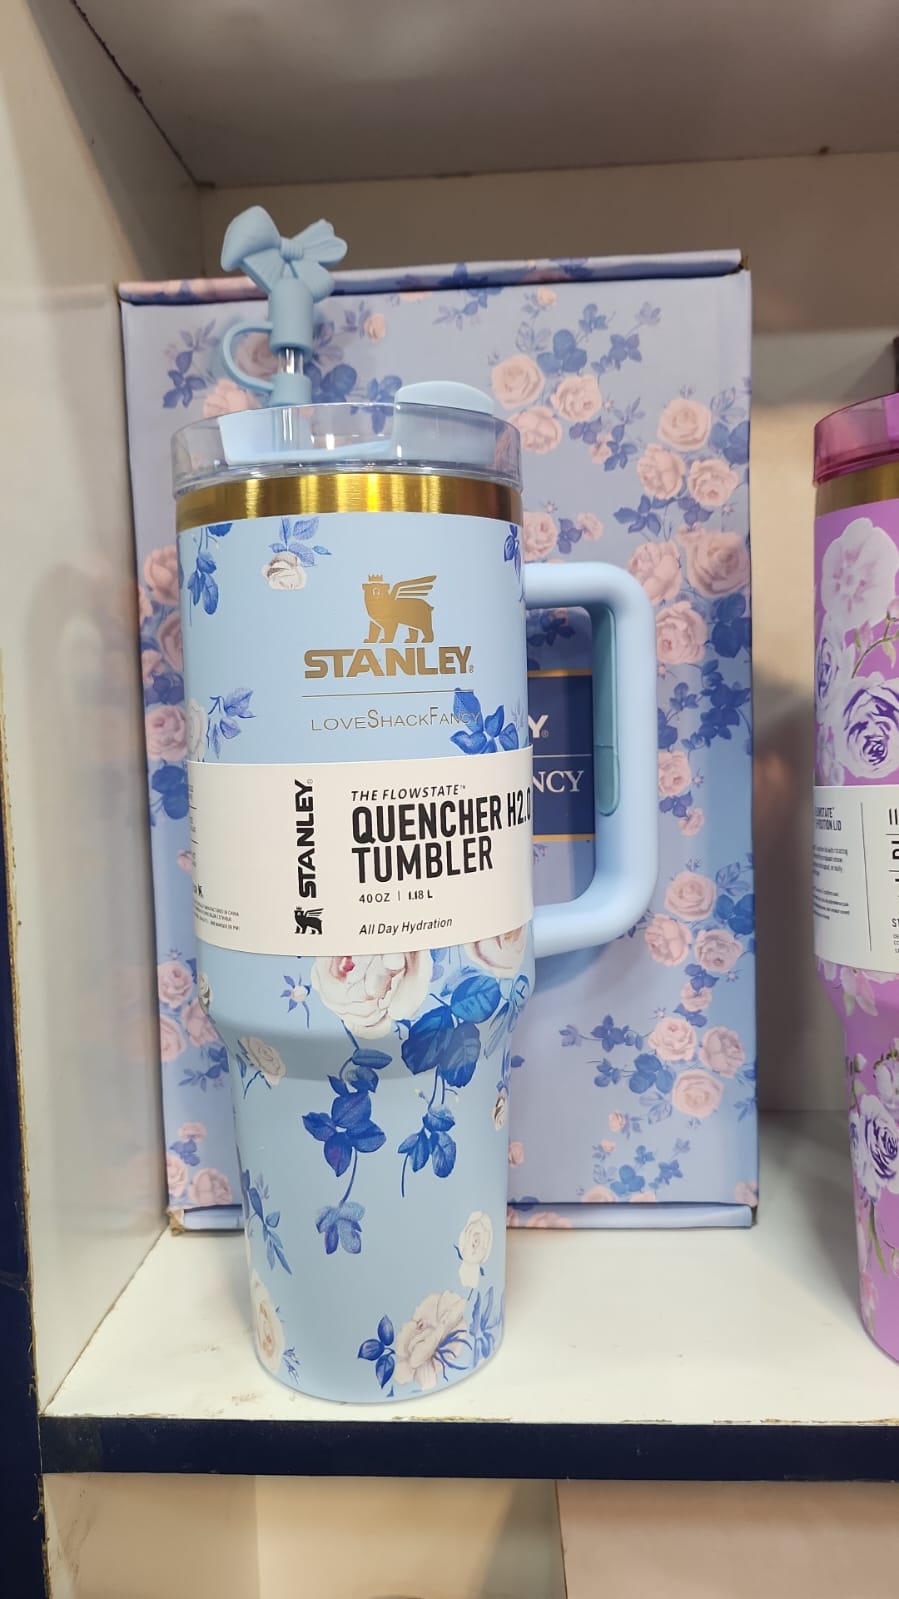 STANLEY®
LOVESHACKFANCY
STANLEY®
THE FLOWSTATE™
QUENCHER H2.0
TUMBLER
40 OZ | 1.18 L
All Day Hydration
Y®
NCY